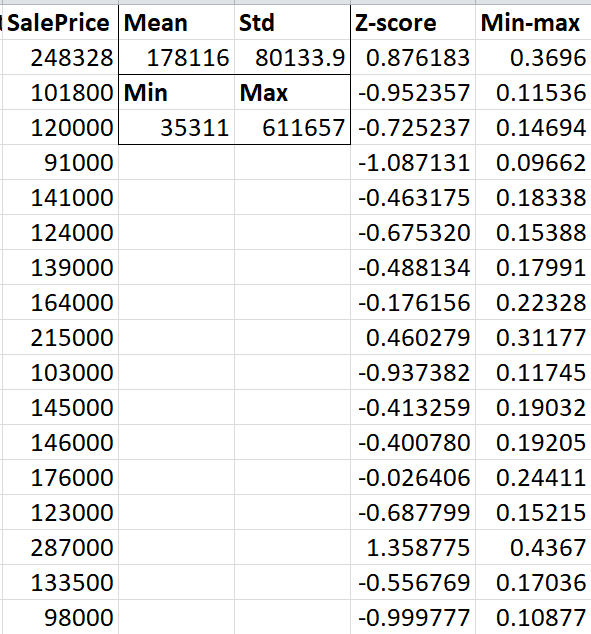 SalePrice Mean Std Z-score Min-max
248328 178116 80133.9 0.876183 0.3696
101800 Min Max -0.952357 0.11536
120000 35311 611657 -0.725237 0.14694
91000 -1.087131 0.09662
141000 -0.463175 0.18338
124000 -0.675320 0.15388
139000 -0.488134 0.17991
164000 -0.176156 0.22328
215000 0.460279 0.31177
103000 -0.937382 0.11745
145000 -0.413259 0.19032
146000 -0.400780 0.19205
176000 -0.026406 0.24411
123000 -0.687799 0.15215
287000 1.358775 0.4367
133500 -0.556769 0.17036
98000 -0.999777 0.10877